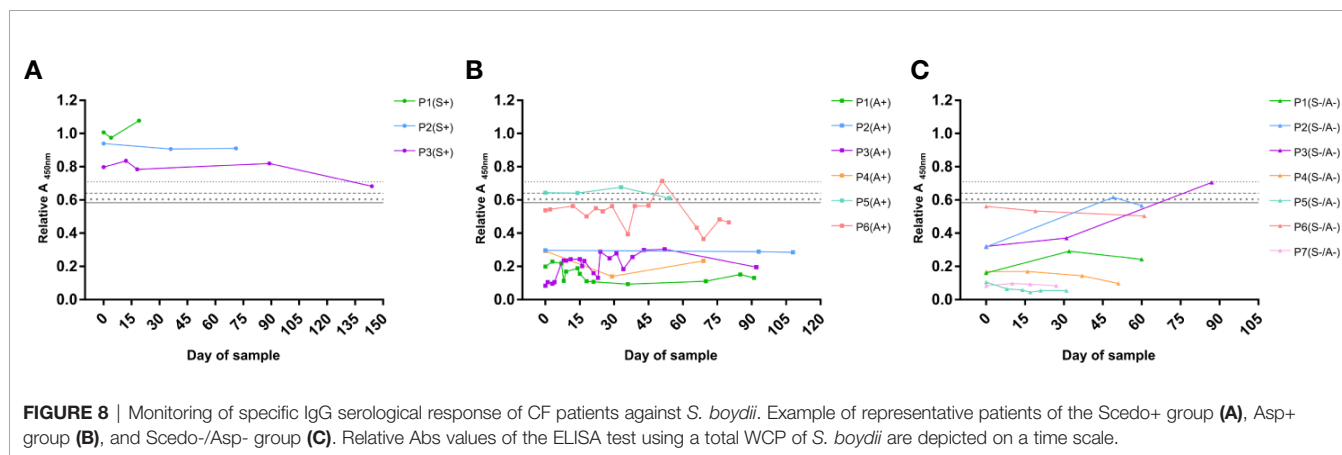 A
1.2
1.0
0.8
0.6
0.4
0.2
0.0
Relative A 450nm
0
15
30
45
60
75
90
105
120
135
150
Day of sample
P1(S+)
P2(S+)
P3(S+)
B
1.2
1.0
0.8
0.6
0.4
0.2
0.0
Relative A 450nm
0
15
30
45
60
75
90
105
120
Day of sample
P1(A+)
P2(A+)
P3(A+)
P4(A+)
P5(A+)
P6(A+)
C
1.2
1.0
0.8
0.6
0.4
0.2
0.0
Relative A 450nm
0
15
30
45
60
75
90
105
Day of sample
P1(S-/A-)
P2(S-/A-)
P3(S-/A-)
P4(S-/A-)
P5(S-/A-)
P6(S-/A-)
P7(S-/A-)
FIGURE 8 | Monitoring of specific IgG serological response of CF patients against S. boydii. Example of representative patients of the Scedo+ group (A), Asp+
group (B), and Scedo-/Asp- group (C). Relative Abs values of the ELISA test using a total WCP of S. boydii are depicted on a time scale.